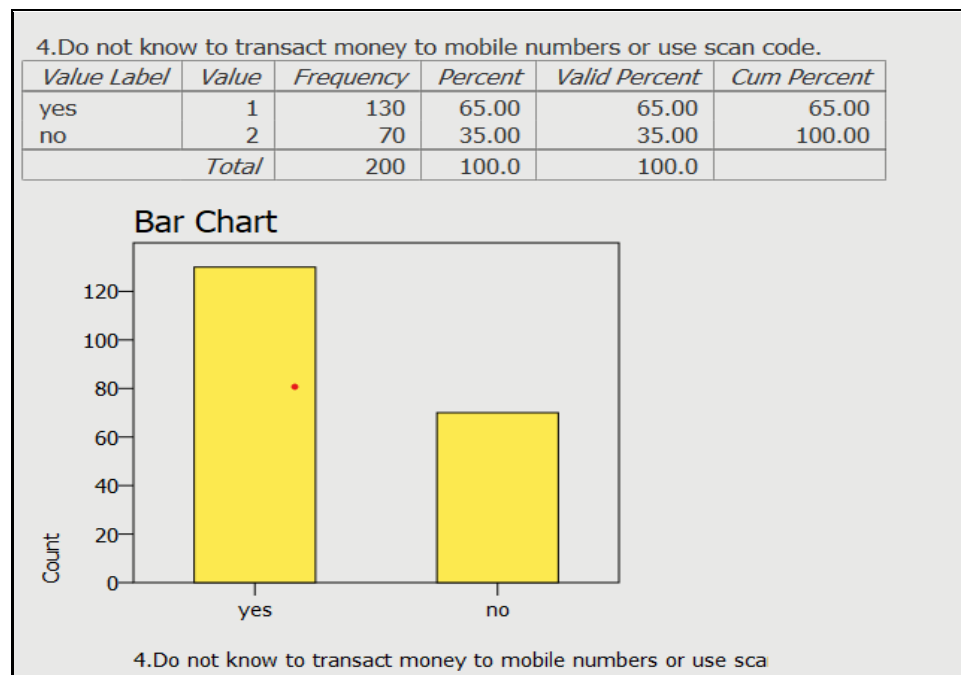 4.Do not know to transact money to mobile numbers or use scan code.
Value Label Value Frequency Percent Valid Percent Cum Percent
yes 1 130 65.00 65.00 65.00
no 2 70 35.00 35.00 100.00
Total 200 100.0 100.0
Bar Chart
120
100
80
60
40
20
0
Count
yes no
4.Do not know to transact money to mobile numbers or use sca